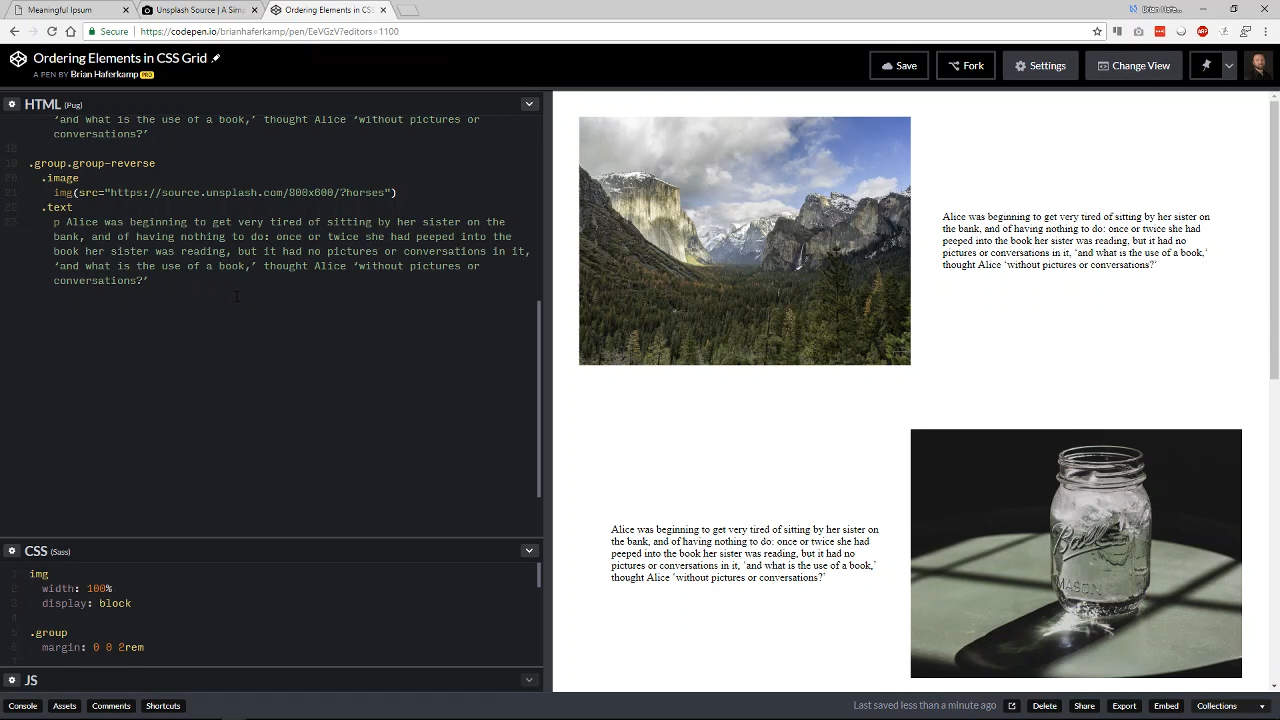 Meaningful Ipsum
Unsplash Source | A Sim
Ordering Elements in CSS
Secure
https://codepen.io/brianhaferkamp/pen/EeVGzV?editors=1100
Ordering Elements in CSS Grid
A PEN BY Brian Haferkamp PRO
Save
Fork
Settings
Change View
HTML (Pug)
‘and what is the use of a book,’ thought Alice ‘without pictures or
conversations?’
18
19 .group.group-reverse
20 .image
21 img(src="https://source.unsplash.com/800x600/?horses")
22 .text
p Alice was beginning to get very tired of sitting by her sister on the
bank, and of having nothing to do: once or twice she had peeped into the
book her sister was reading, but it had no pictures or conversations in it,
‘and what is the use of a book,’ thought Alice ‘without pictures or
conversations?’
CSS (Sass)
img
2 width: 100%
display: block
4
5 .group
6 margin: 0 0 2rem
JS
Alice was beginning to get very tired of sitting by her sister on
the bank, and of having nothing to do: once or twice she had
peeped into the book her sister was reading, but it had no
pictures or conversations in it, ‘and what is the use of a book,’
thought Alice ‘without pictures or conversations?’
Alice was beginning to get very tired of sitting by her sister on
the bank, and of having nothing to do: once or twice she had
peeped into the book her sister was reading, but it had no
pictures or conversations in it, ‘and what is the use of a book,’
thought Alice ‘without pictures or conversations?’
Ball
MASON
Console
Assets
Comments
Shortcuts
Last saved less than a minute ago
Delete
Share
Export
Embed
Collections